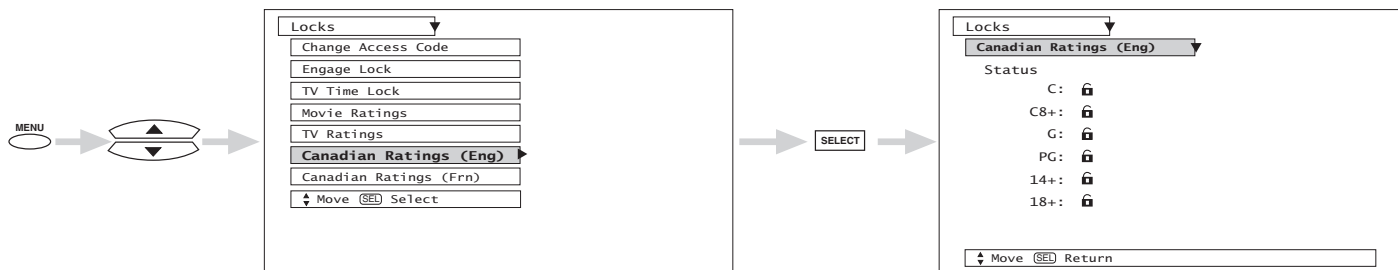 MENU
Locks
Change Access Code
Engage Lock
TV Time Lock
Movie Ratings
TV Ratings
Canadian Ratings (Eng)
Canadian Ratings (Frn)
Move SEL Select
SELECT
Locks
Canadian Ratings (Eng)
Status
C:
C8+:
G:
PG:
14+:
18+:
Move SEL Return